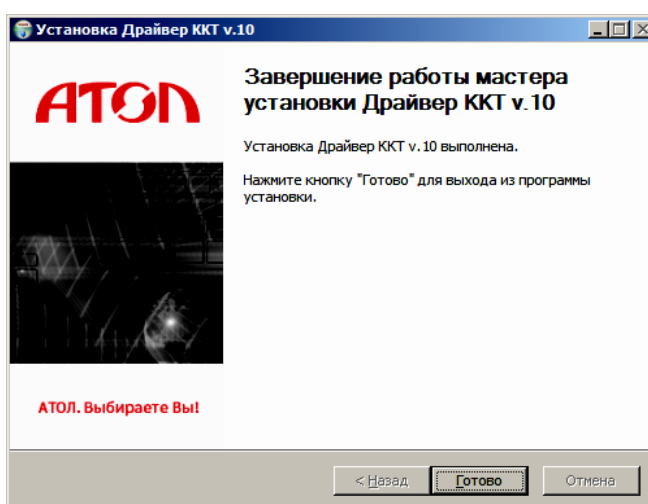 Установка Драйвер ККТ v.10
АТОЛ
Завершение работы мастера
установки Драйвер ККТ v.10
Установка Драйвер ККТ v.10 выполнена.
Нажмите кнопку "Готово" для выхода из программы
установки.
АТОЛ. Выбираете Вы!
< Назад
Готово
Отмена